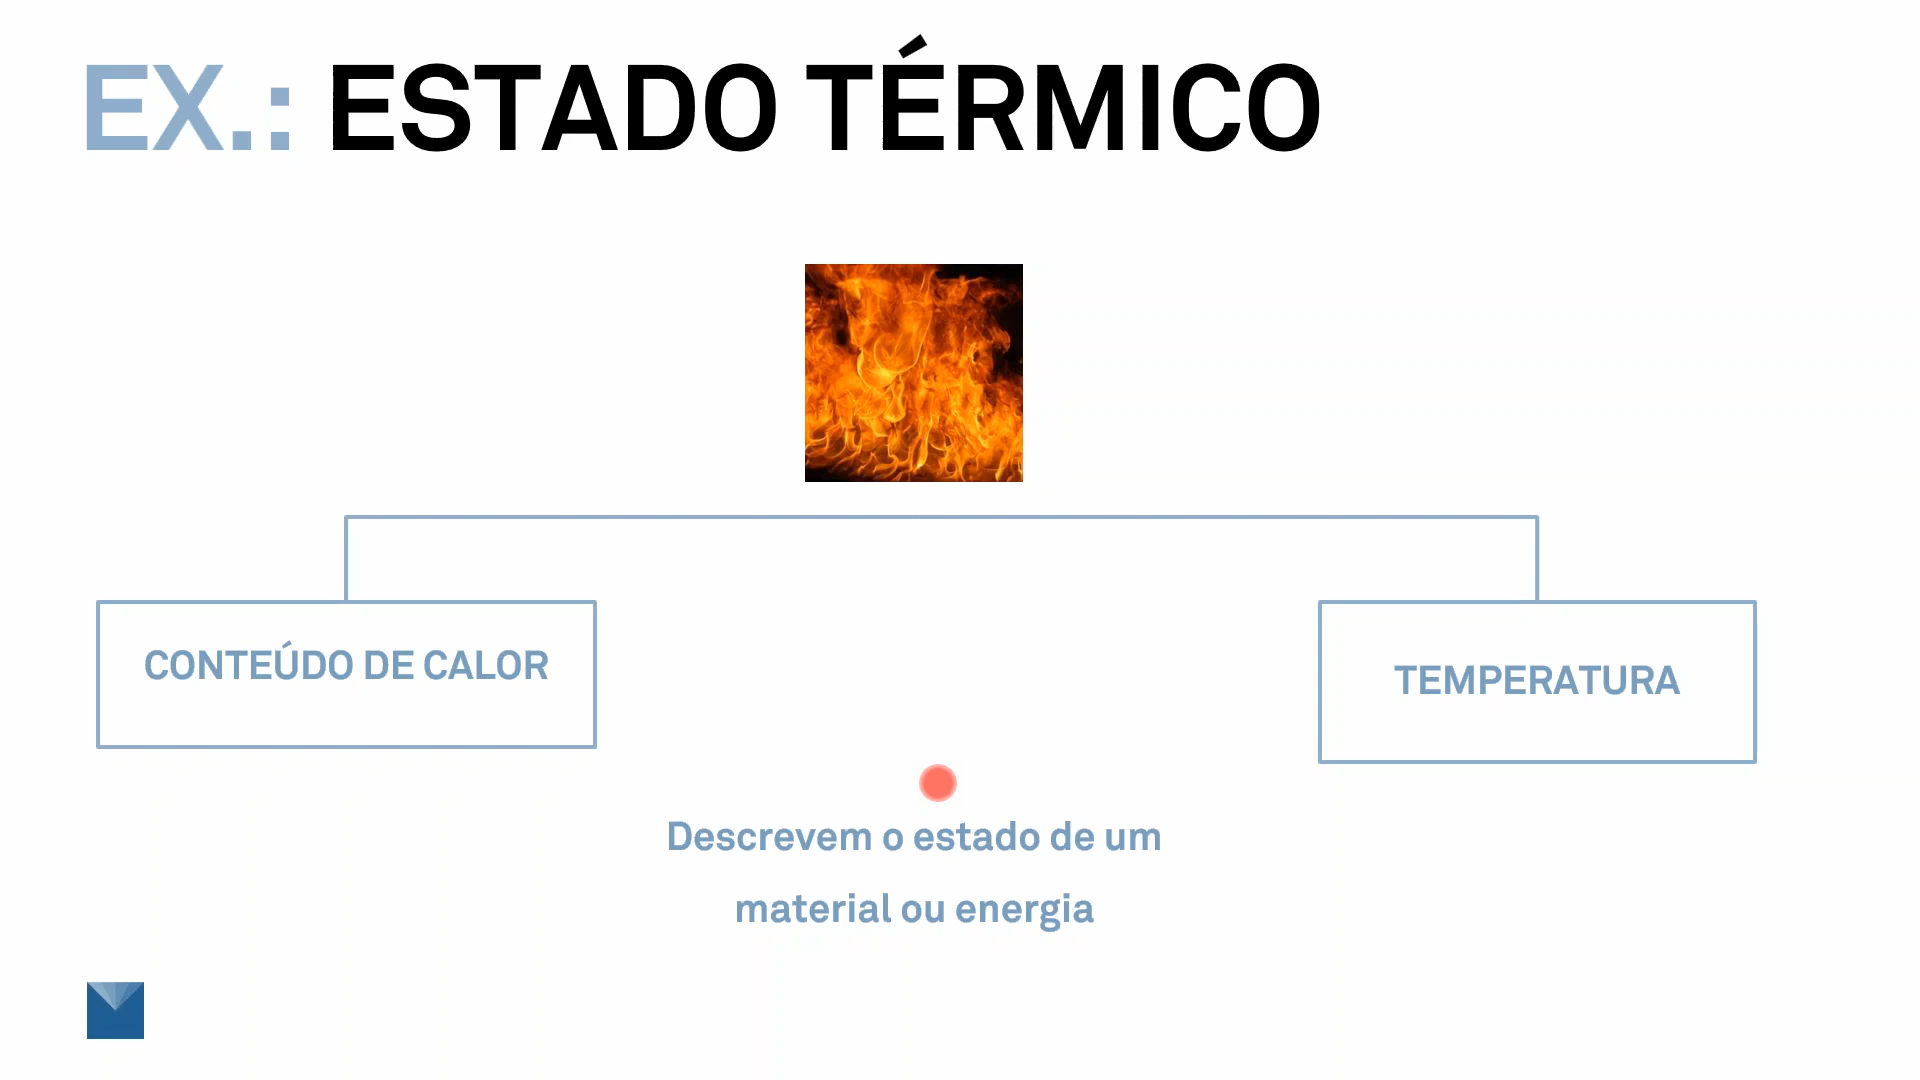 EX.: ESTADO TÉRMICO
CONTEÚDO DE CALOR
TEMPERATURA
Descrevem o estado de um
material ou energia